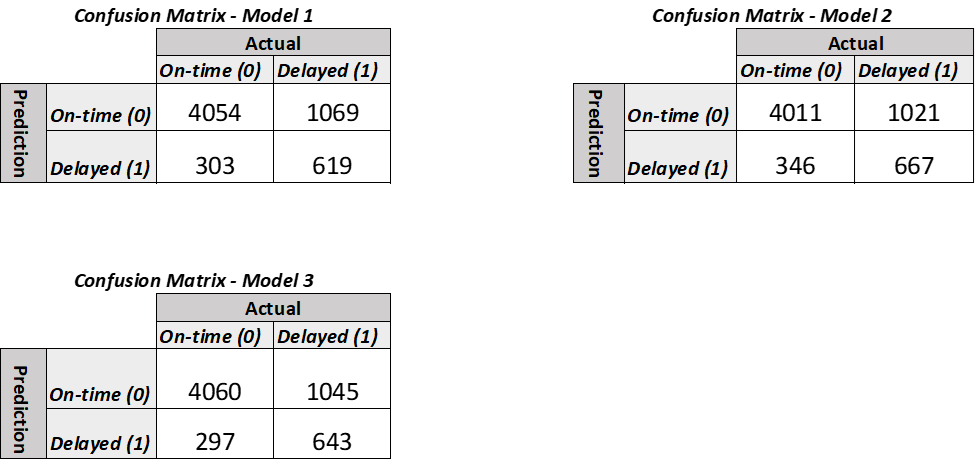 Confusion Matrix - Model 1
Actual
On-time (0) Delayed (1)
Prediction
On-time (0) 4054 1069
Delayed (1) 303 619
Confusion Matrix - Model 2
Actual
On-time (0) Delayed (1)
Prediction
On-time (0) 4011 1021
Delayed (1) 346 667
Confusion Matrix - Model 3
Actual
On-time (0) Delayed (1)
Prediction
On-time (0) 4060 1045
Delayed (1) 297 643